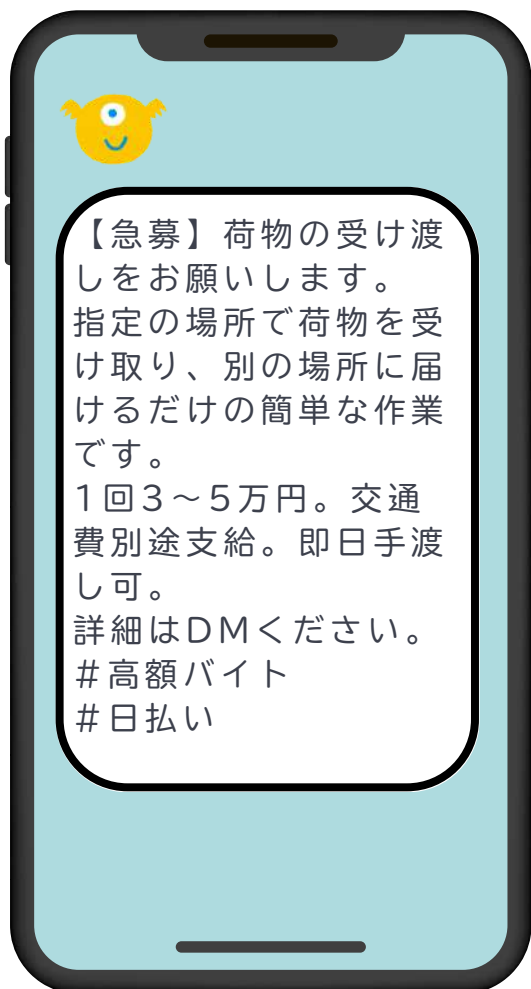 【急募】荷物の受け渡
しをお願いします。
指定の場所で荷物を受
け取り、別の場所に届
けるだけの簡単な作業
です。
1回3～5万円。交通
費別途支給。即日手渡
し可。
詳細はDMください。
＃高額バイト
＃日払い